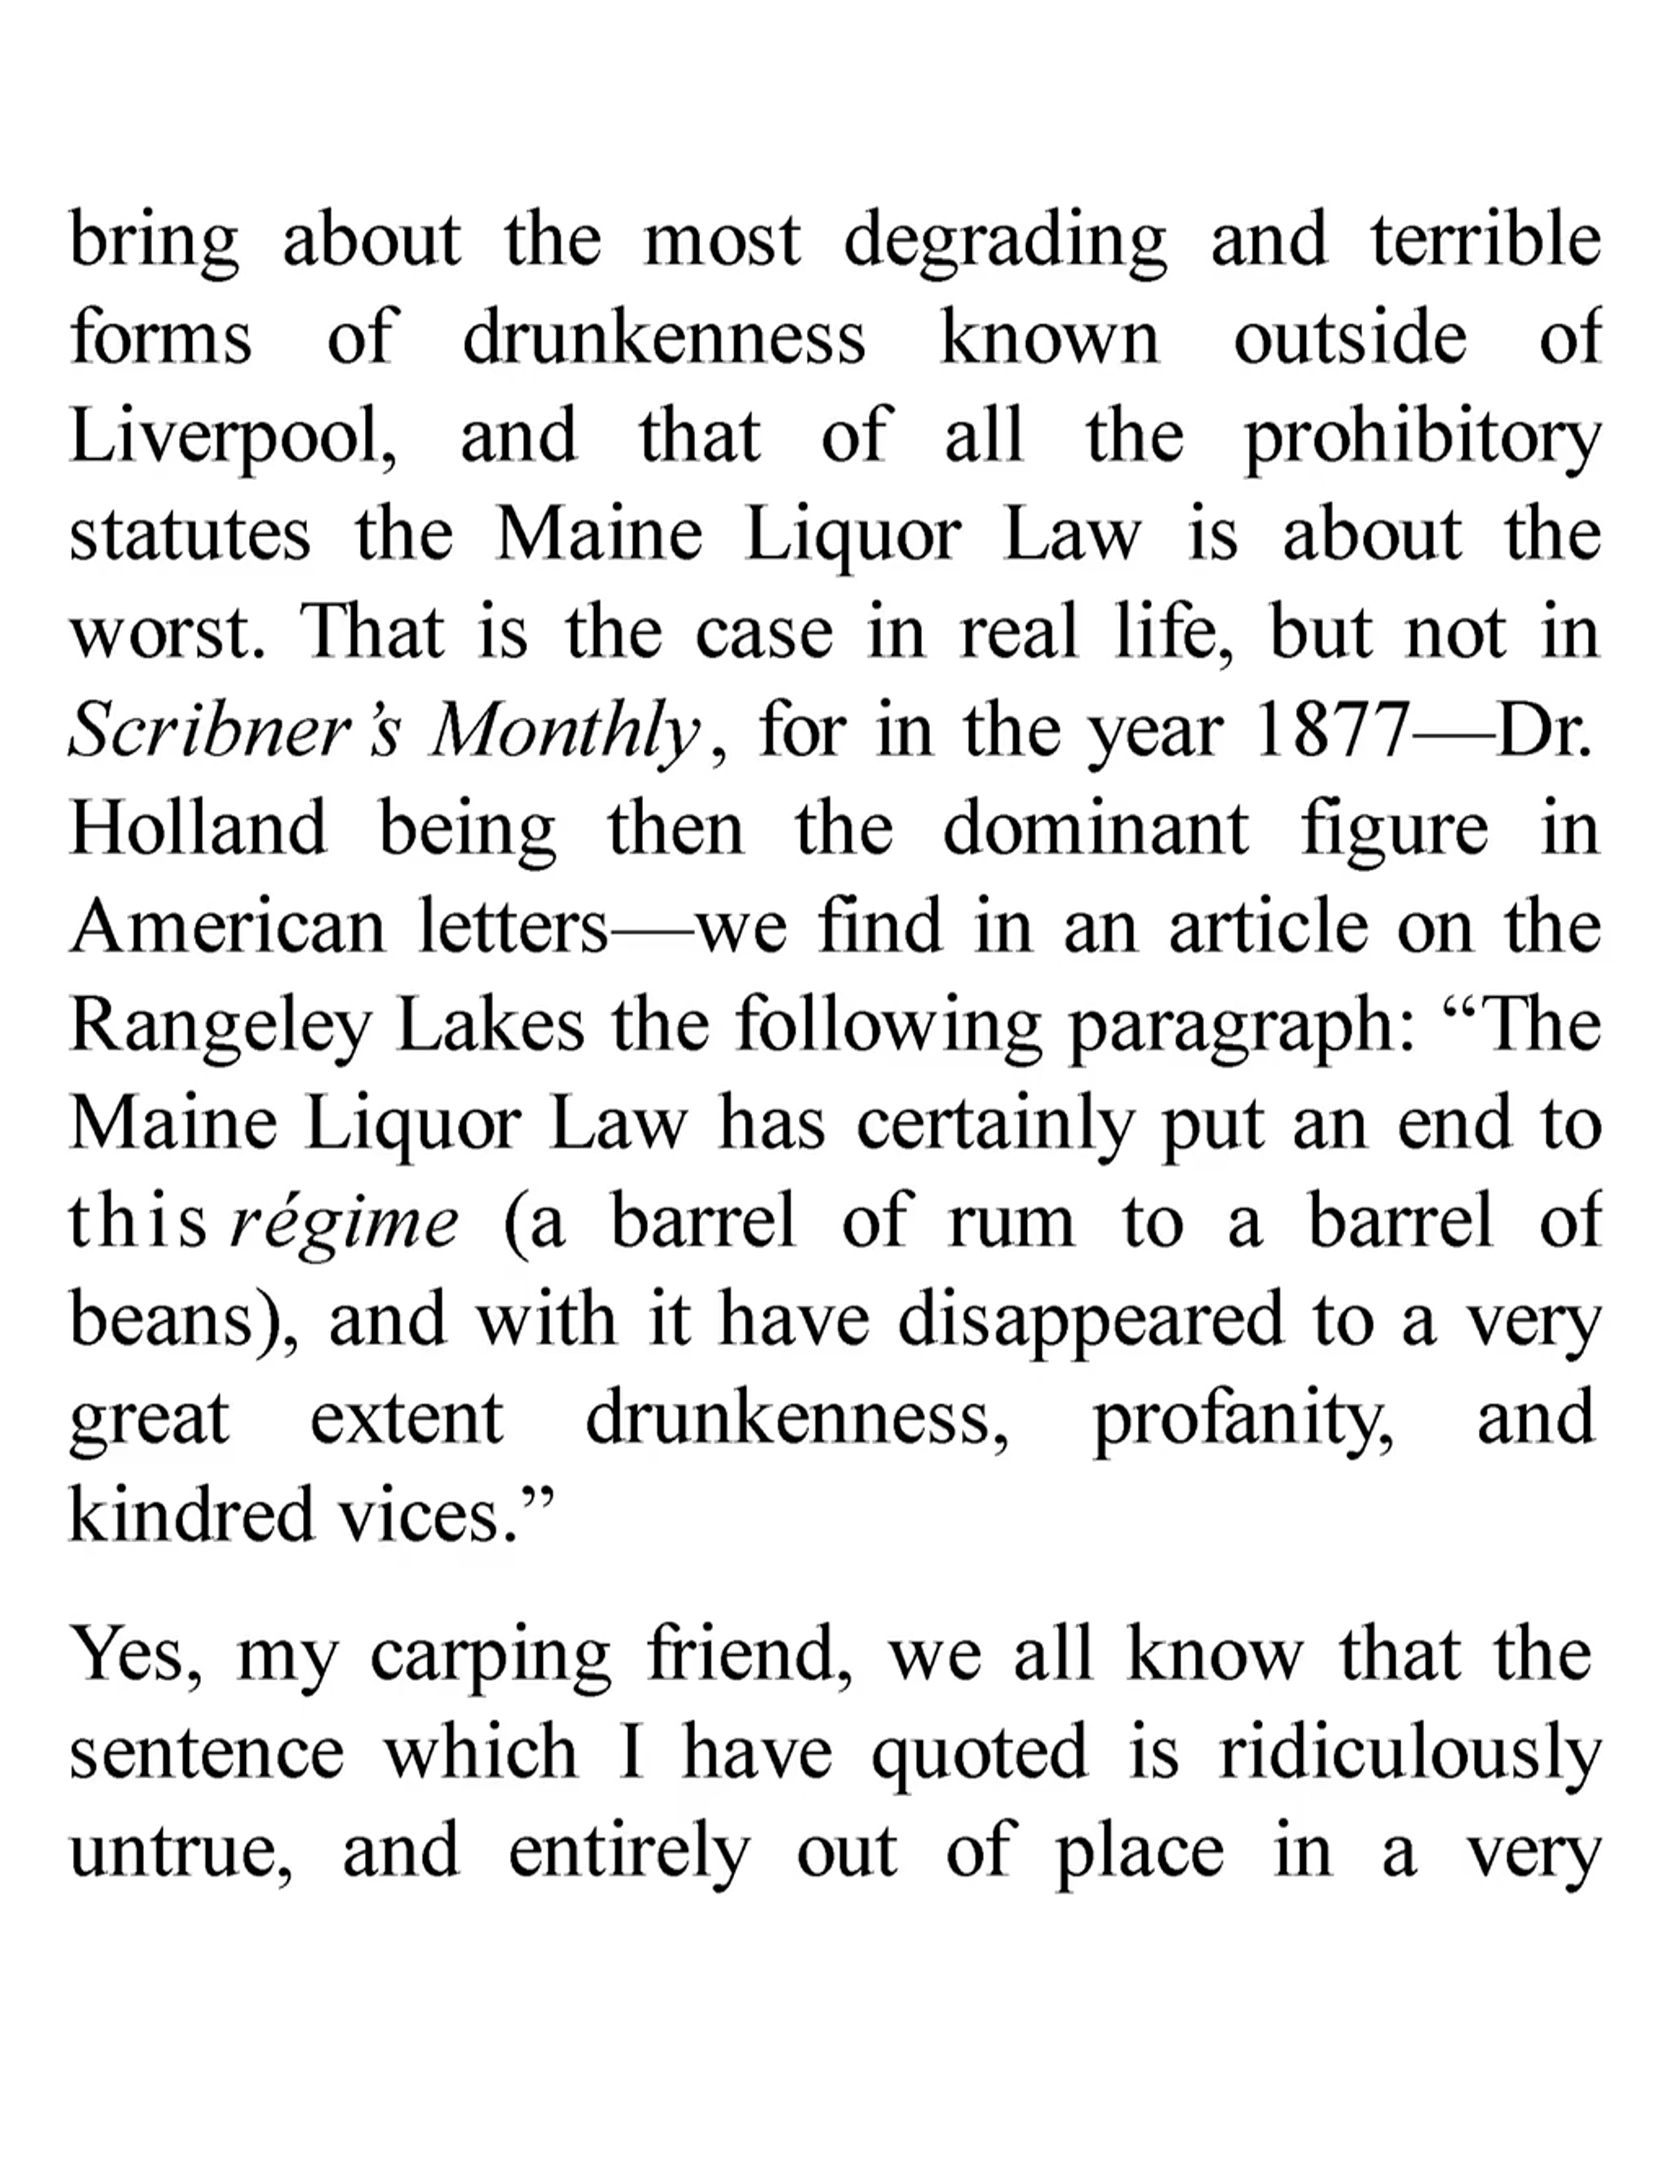 bring about the most degrading and terrible
forms of drunkenness known outside of
Liverpool, and that of all the prohibitory
statutes the Maine Liquor Law is about the
worst. That is the case in real life, but not in
Scribner’s Monthly, for in the year 1877—Dr.
Holland being then the dominant figure in
American letters—we find in an article on the
Rangeley Lakes the following paragraph: “The
Maine Liquor Law has certainly put an end to
this régime (a barrel of rum to a barrel of
beans), and with it have disappeared to a very
great extent drunkenness, profanity, and
kindred vices.”
Yes, my carping friend, we all know that the
sentence which I have quoted is ridiculously
untrue, and entirely out of place in a very